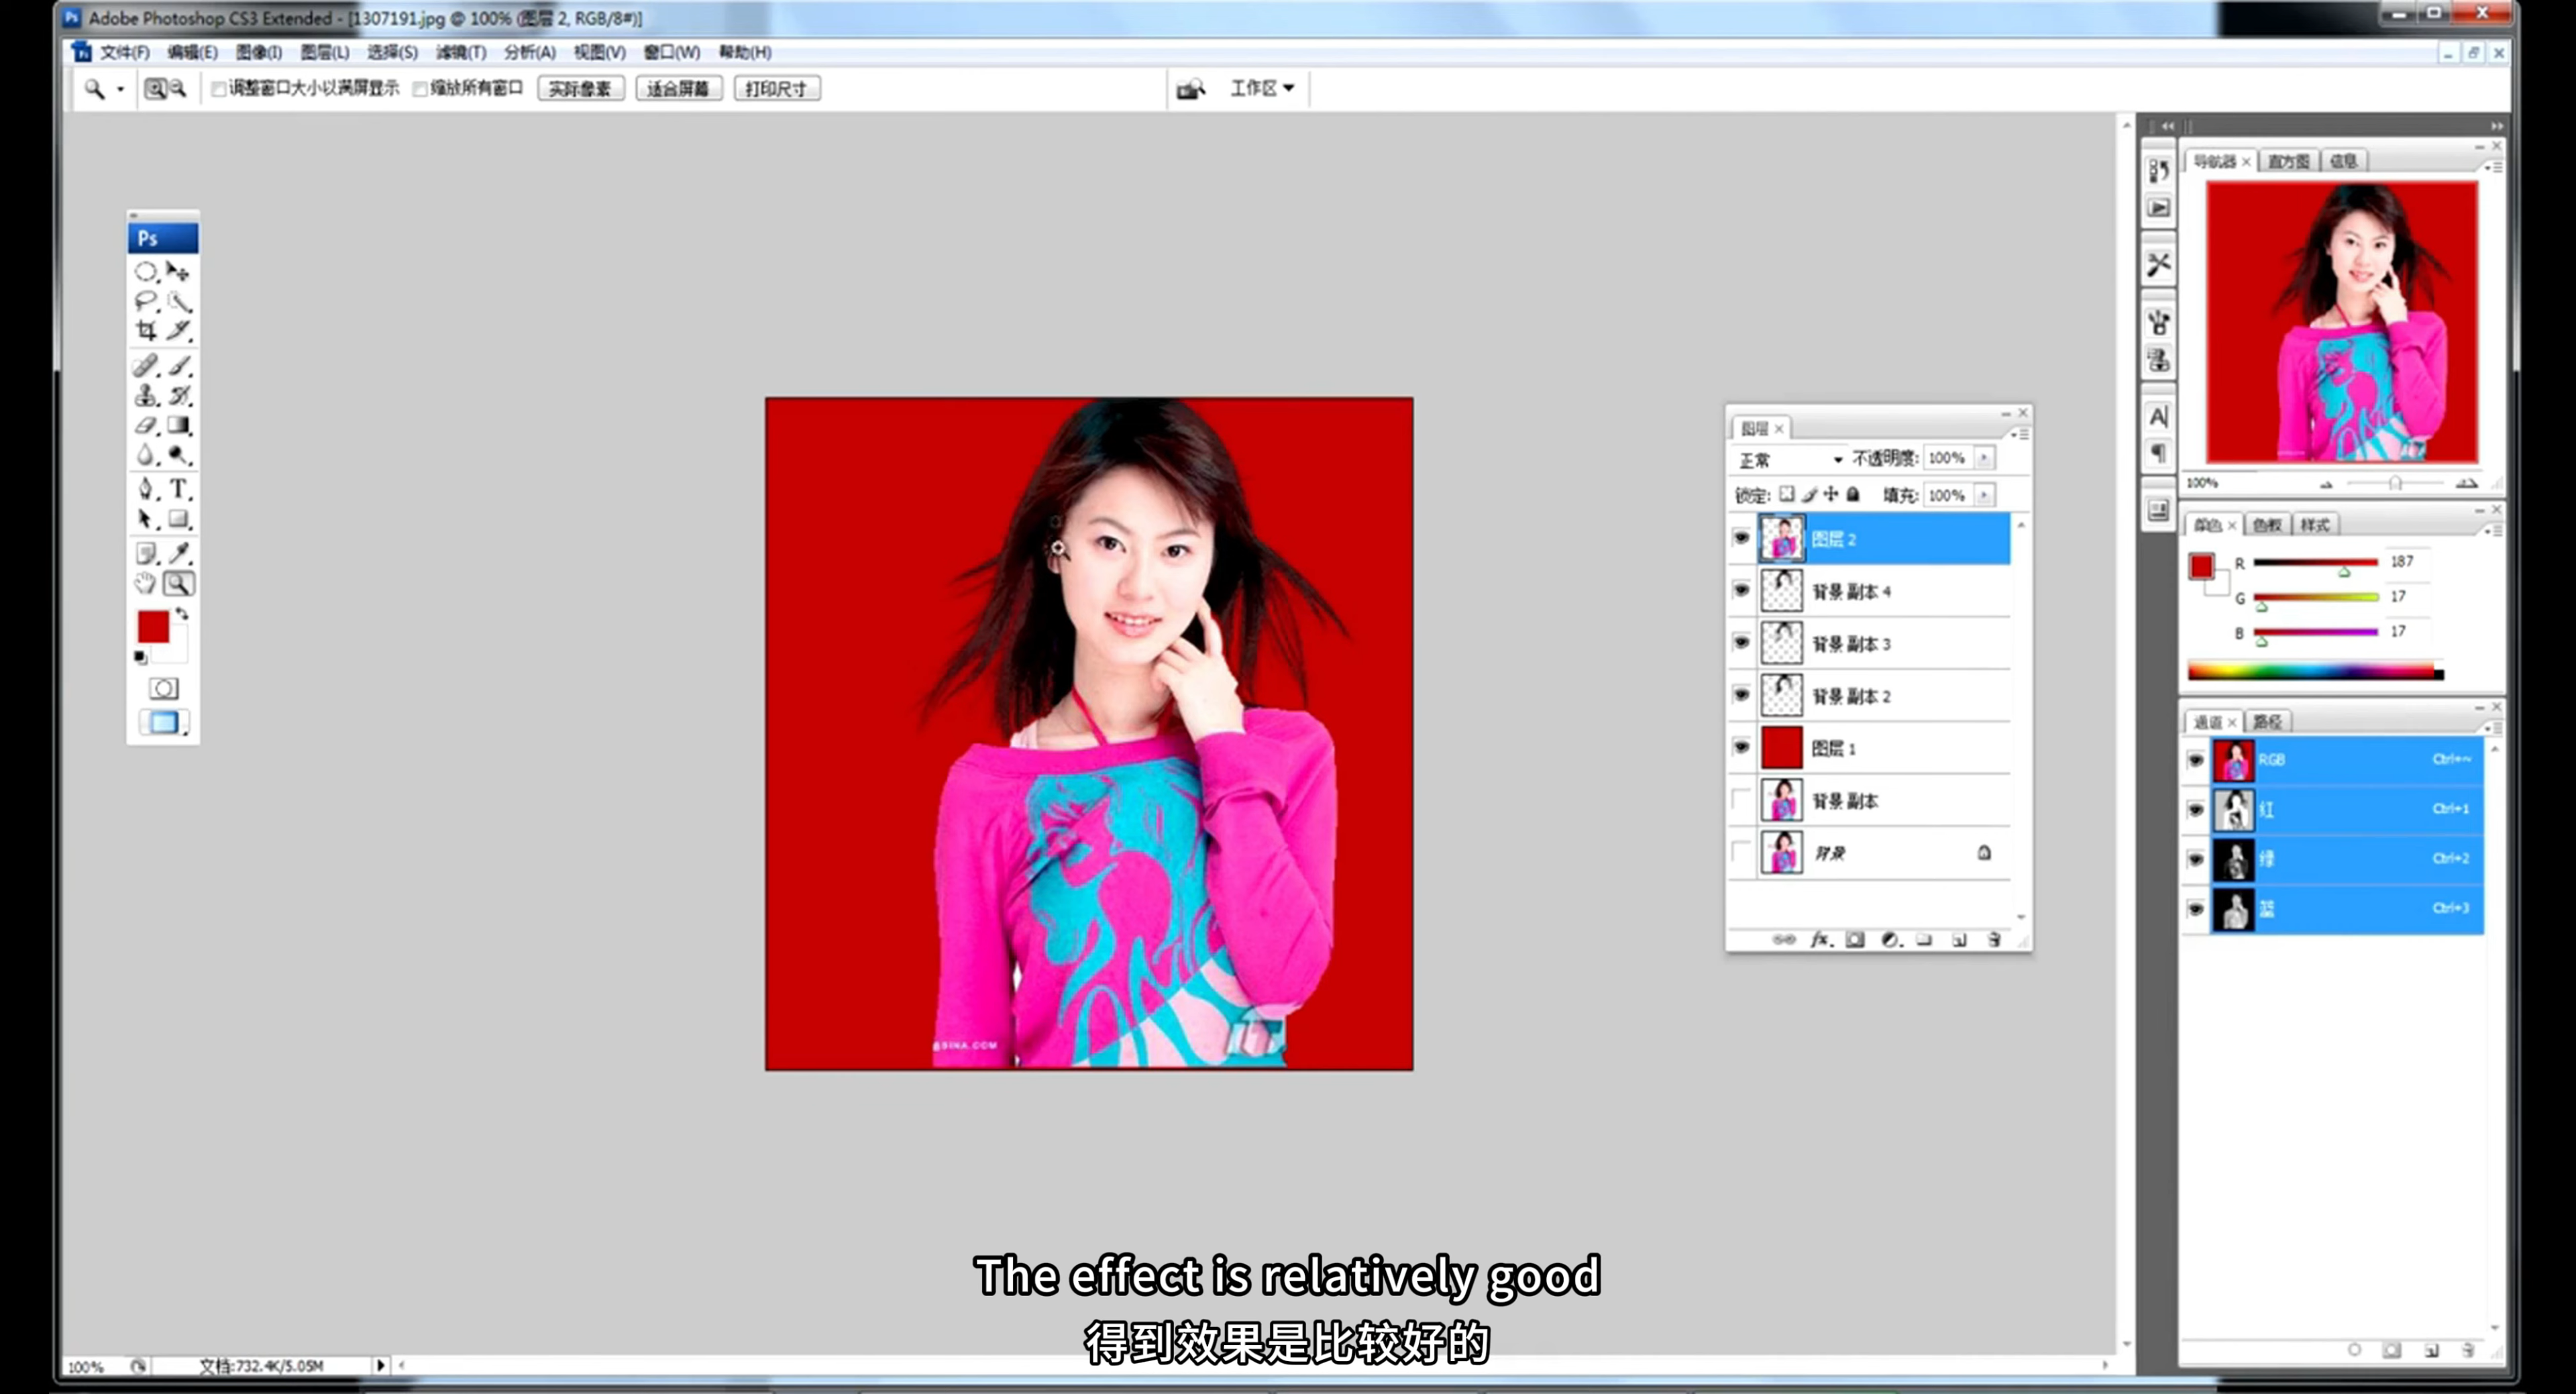 Adobe Photoshop CS3 Extended - [1307191.jpg @ 100% (图层 2, RGB/8#)]
文件(F) 编辑(E) 图像(I) 图层(L) 选择(S) 滤镜(T) 分析(A) 视图(V) 窗口(W) 帮助(H)
调整窗口大小以满屏显示 缩放所有窗口 实际像素 适合屏幕 打印尺寸 工作区
Ps
导航器 直方图 信息
100%
图层
正常 不透明度: 100%
锁定: 填充: 100%
图层 2
背景 副本 4
背景 副本 3
背景 副本 2
图层 1
背景 副本
背景
颜色 色板 样式
R 187
G 17
B 17
通道 路径
RGB Ctrl+~
红 Ctrl+1
绿 Ctrl+2
蓝 Ctrl+3
SINA.COM
The effect is relatively good
得到效果是比较好的
100% 文档:732.4K/5.05M